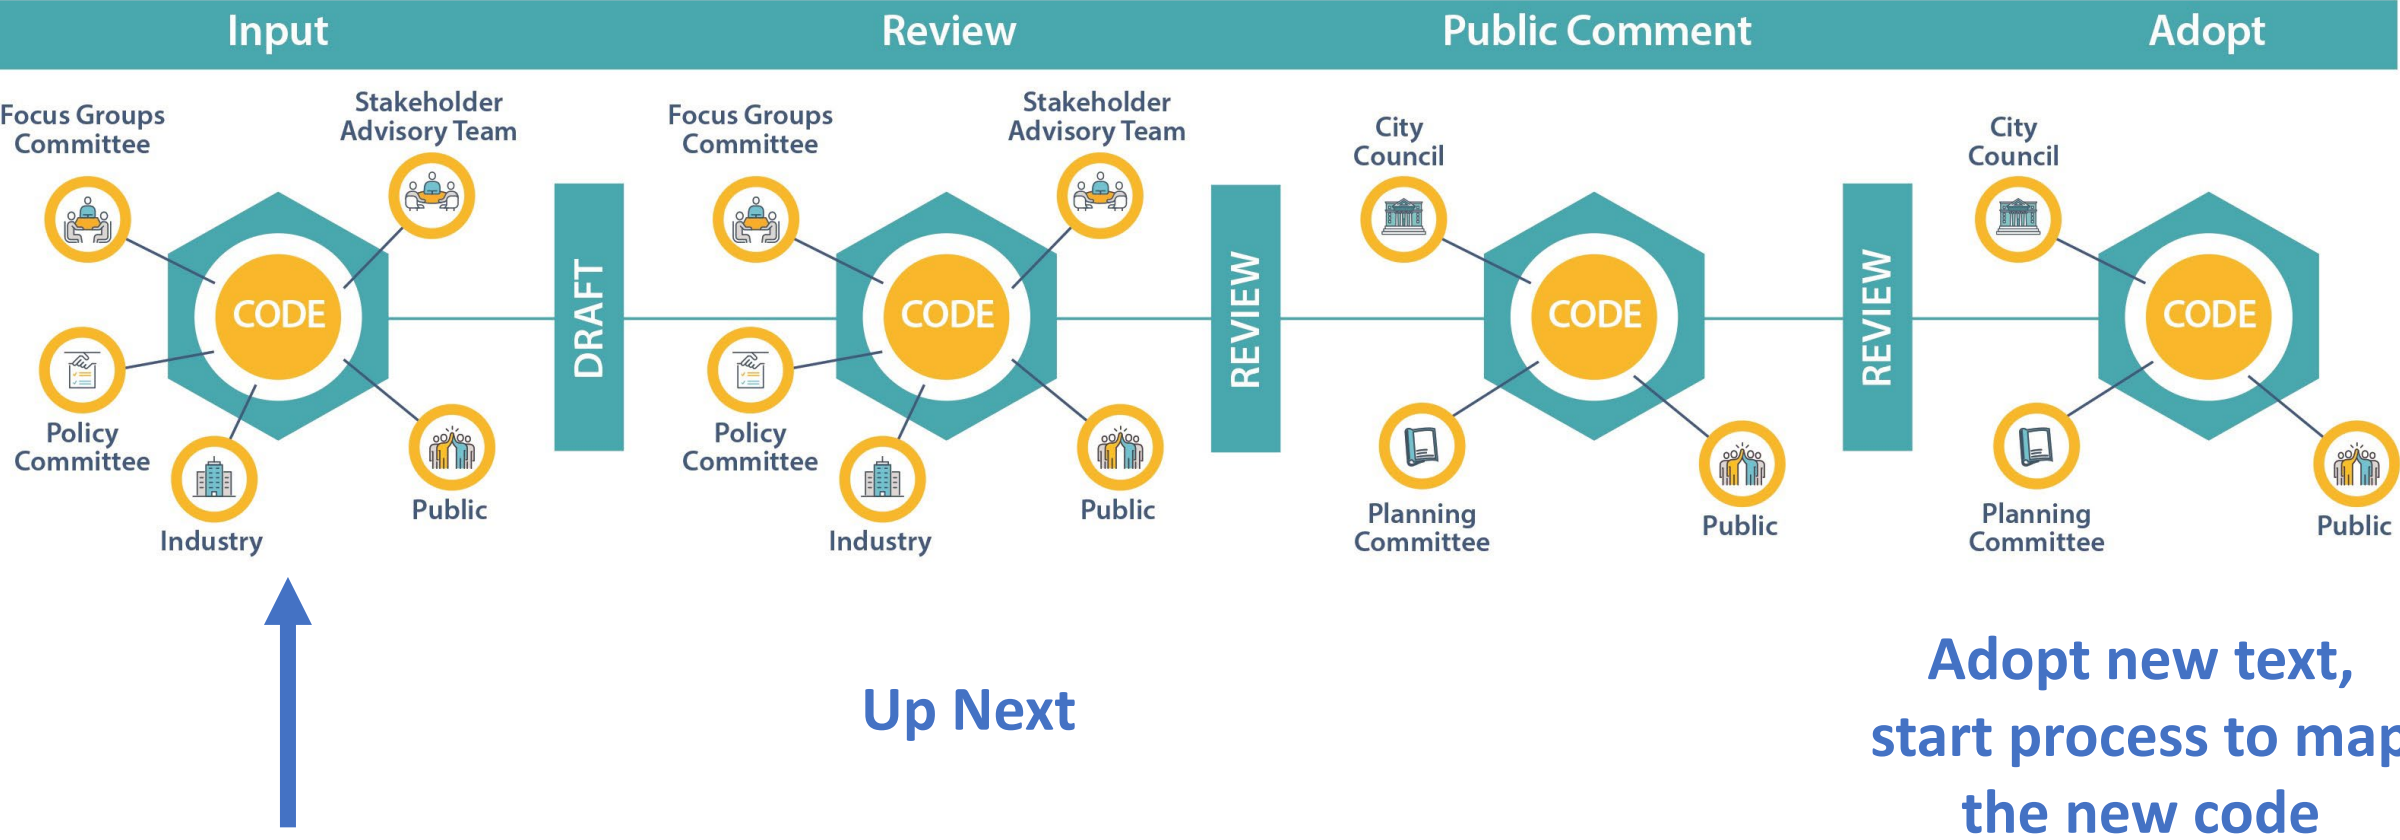 Input
Review
Public Comment
Adopt
Focus Groups
Committee
Stakeholder
Advisory Team
CODE
Policy
Committee
Industry
Public
DRAFT
Focus Groups
Committee
Stakeholder
Advisory Team
CODE
Policy
Committee
Industry
Public
REVIEW
City
Council
CODE
Planning
Committee
Public
REVIEW
City
Council
CODE
Planning
Committee
Public
Up Next
Adopt new text,
start process to map
the new code